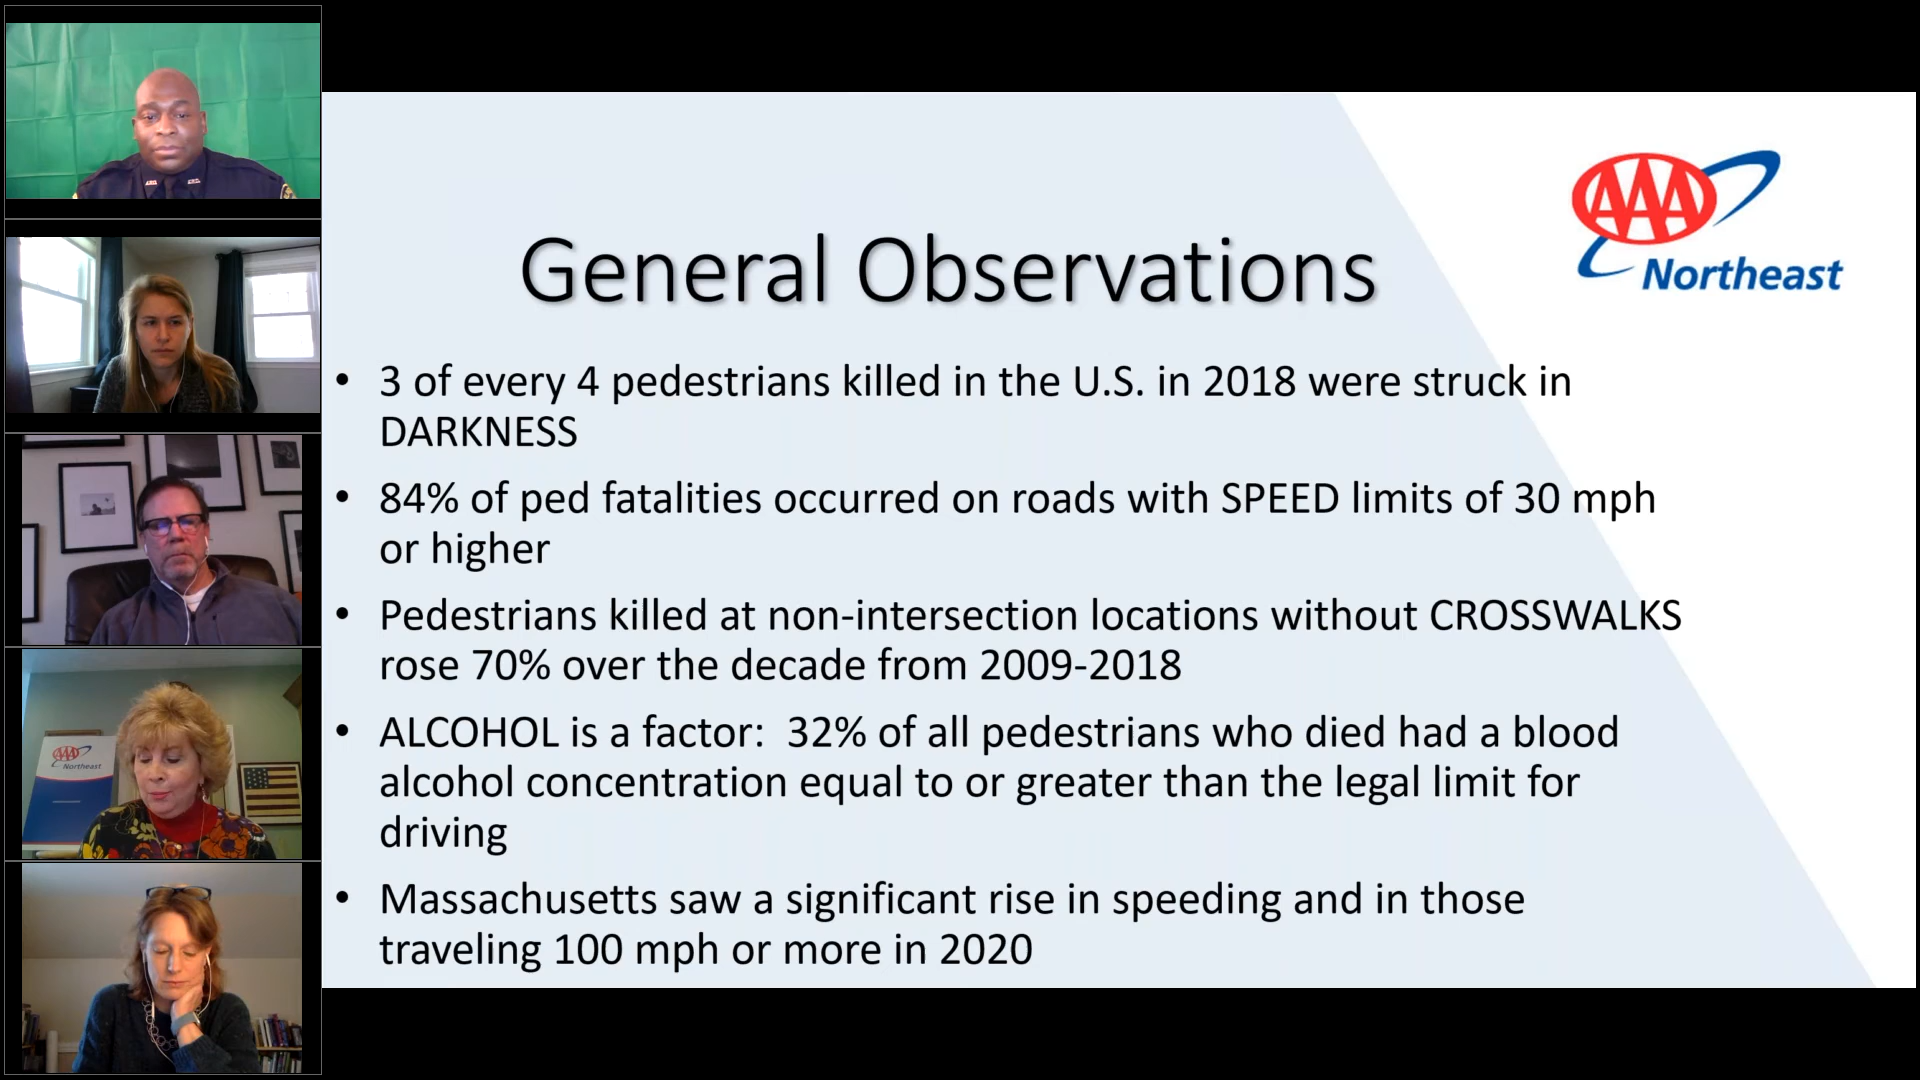 AAA
Northeast
General Observations
• 3 of every 4 pedestrians killed in the U.S. in 2018 were struck in
DARKNESS
• 84% of ped fatalities occurred on roads with SPEED limits of 30 mph
or higher
• Pedestrians killed at non-intersection locations without CROSSWALKS
rose 70% over the decade from 2009-2018
• ALCOHOL is a factor:  32% of all pedestrians who died had a blood
alcohol concentration equal to or greater than the legal limit for
driving
• Massachusetts saw a significant rise in speeding and in those
traveling 100 mph or more in 2020
AAA
Northeast